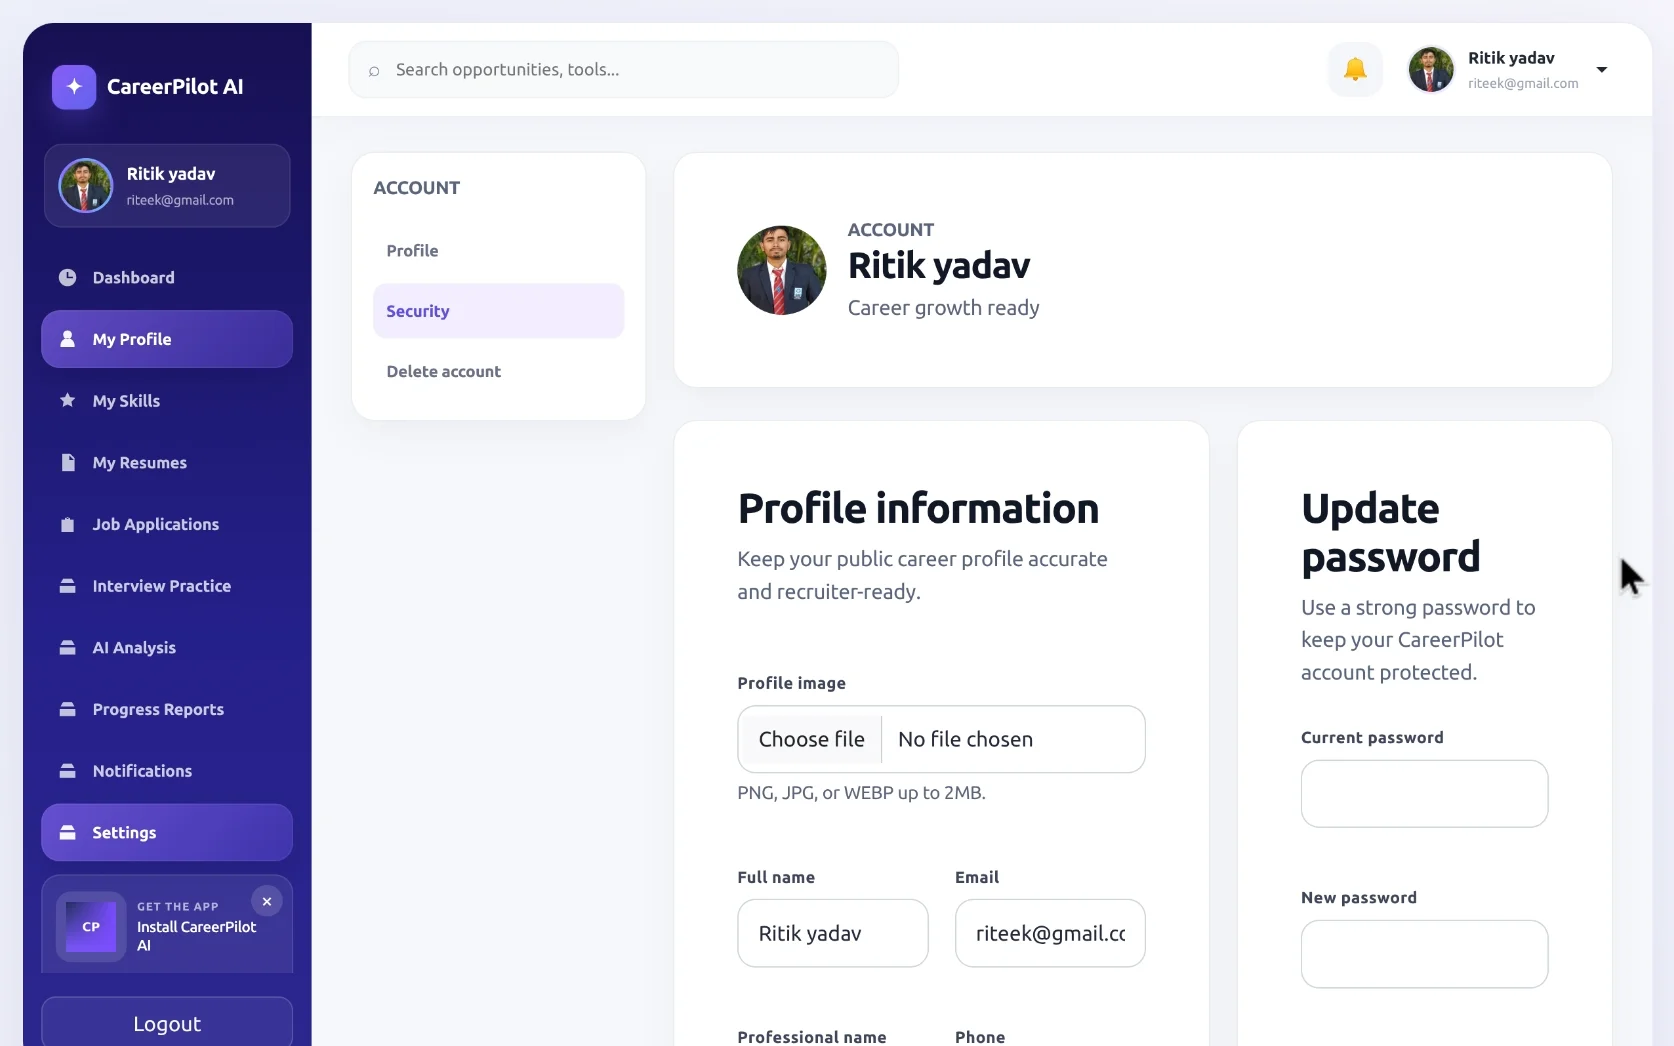 CareerPilot AI
Ritik yadav
riteek@gmail.com
Dashboard
My Profile
My Skills
My Resumes
Job Applications
Interview Practice
AI Analysis
Progress Reports
Notifications
Settings
CP
GET THE APP
Install CareerPilot
AI
×
Logout
Search opportunities, tools...
Ritik yadav
riteek@gmail.com
ACCOUNT
Profile
Security
Delete account
ACCOUNT
Ritik yadav
Career growth ready
Profile information
Keep your public career profile accurate
and recruiter-ready.
Profile image
Choose file No file chosen
PNG, JPG, or WEBP up to 2MB.
Full name
Ritik yadav
Email
riteek@gmail.co
Professional name
Phone
Update
password
Use a strong password to
keep your CareerPilot
account protected.
Current password
New password